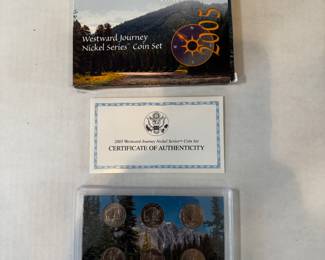 Westward Journey
Nickel Series™ Coin Set
2005
2005 Westward Journey Nickel Series™ Coin Set
CERTIFICATE OF AUTHENTICITY